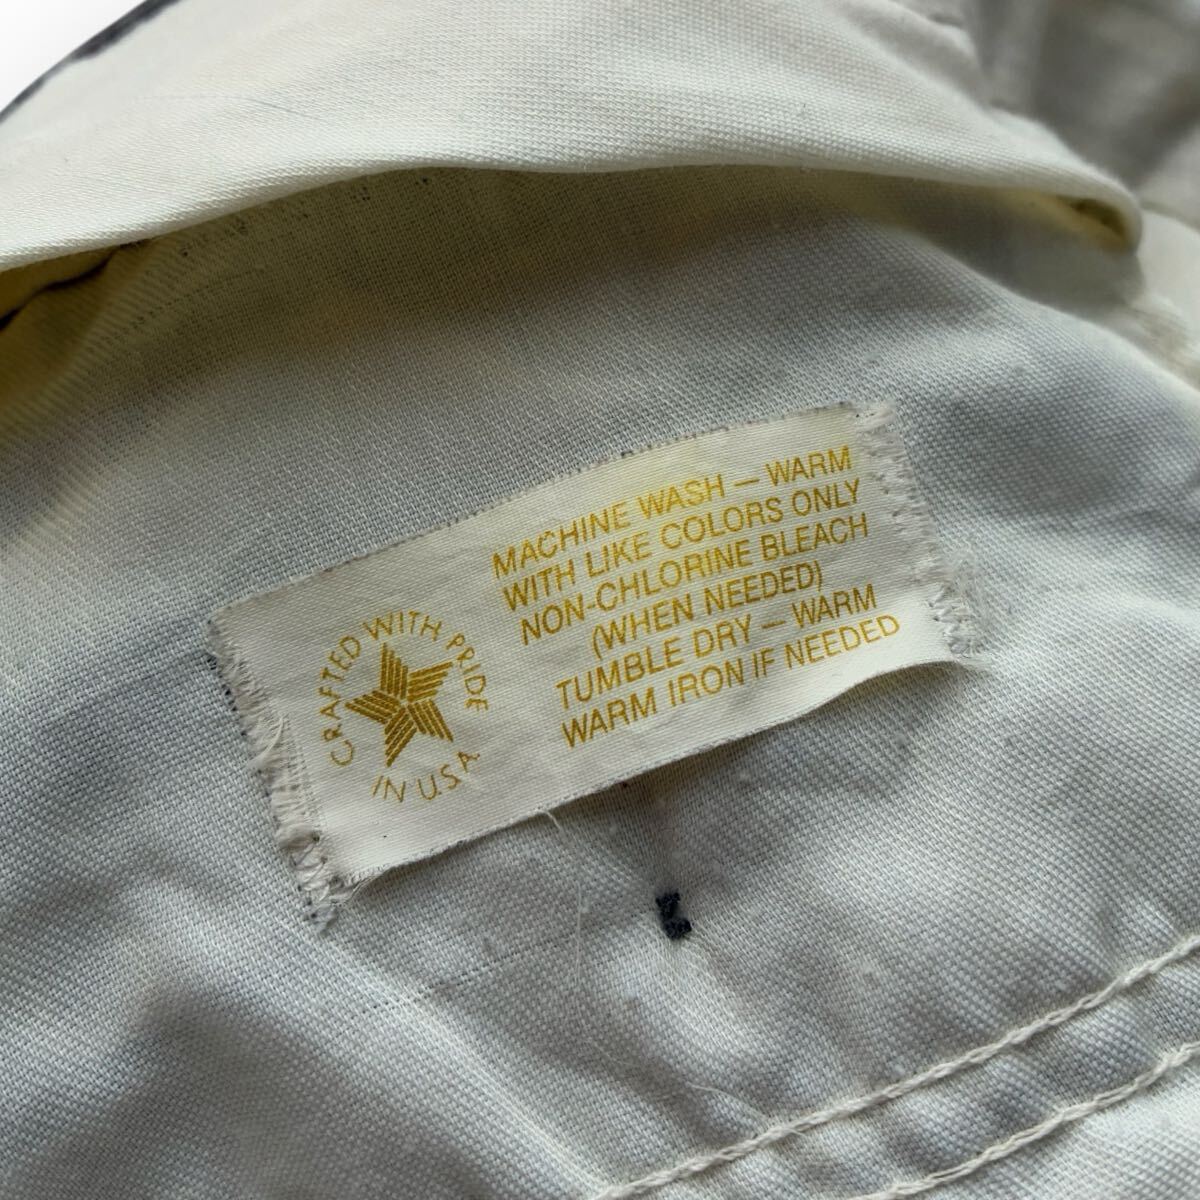 CRAFTED WITH PRIDE
IN U.S.A
MACHINE WASH — WARM
WITH LIKE COLORS ONLY
NON-CHLORINE BLEACH
(WHEN NEEDED)
TUMBLE DRY — WARM
WARM IRON IF NEEDED